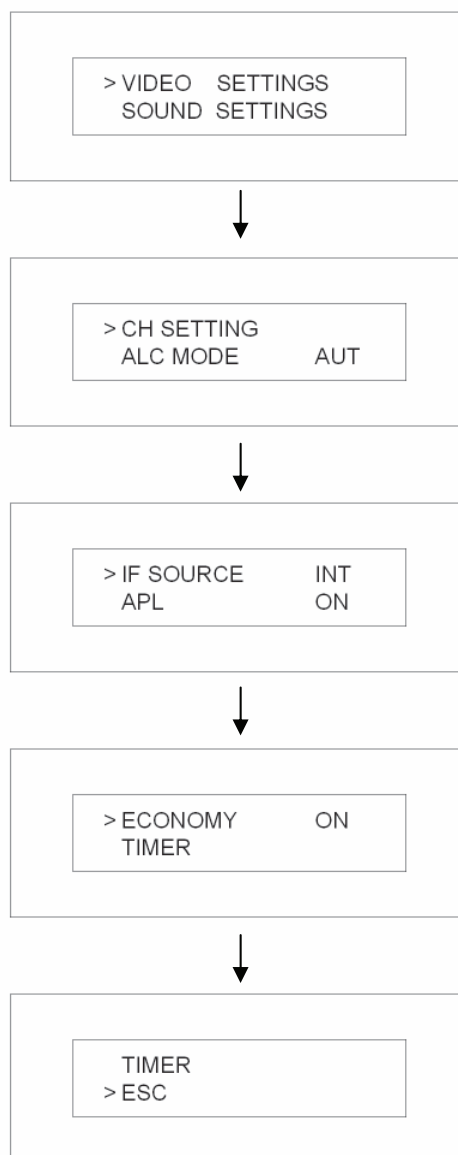 > VIDEO SETTINGS
SOUND SETTINGS
> CH SETTING
ALC MODE AUT
> IF SOURCE INT
APL ON
> ECONOMY ON
TIMER
TIMER
> ESC